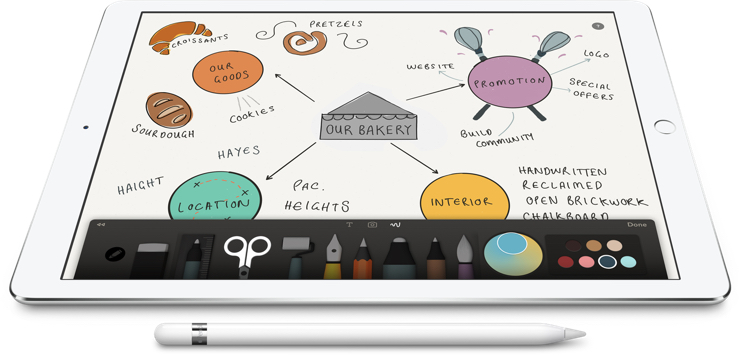 CROISSANTS
PRETZELS
OUR
GOODS
COOKIES
SOURDOUGH
OUR BAKERY
WEBSITE
PROMOTION
LOGO
SPECIAL
OFFERS
BUILD
COMMUNITY
HAYES
HAIGHT
LOCATION
PAC.
HEIGHTS
INTERIOR
HANDWRITTEN
RECLAIMED
OPEN BRICKWORK
CHALKBOARD
T
Done
?